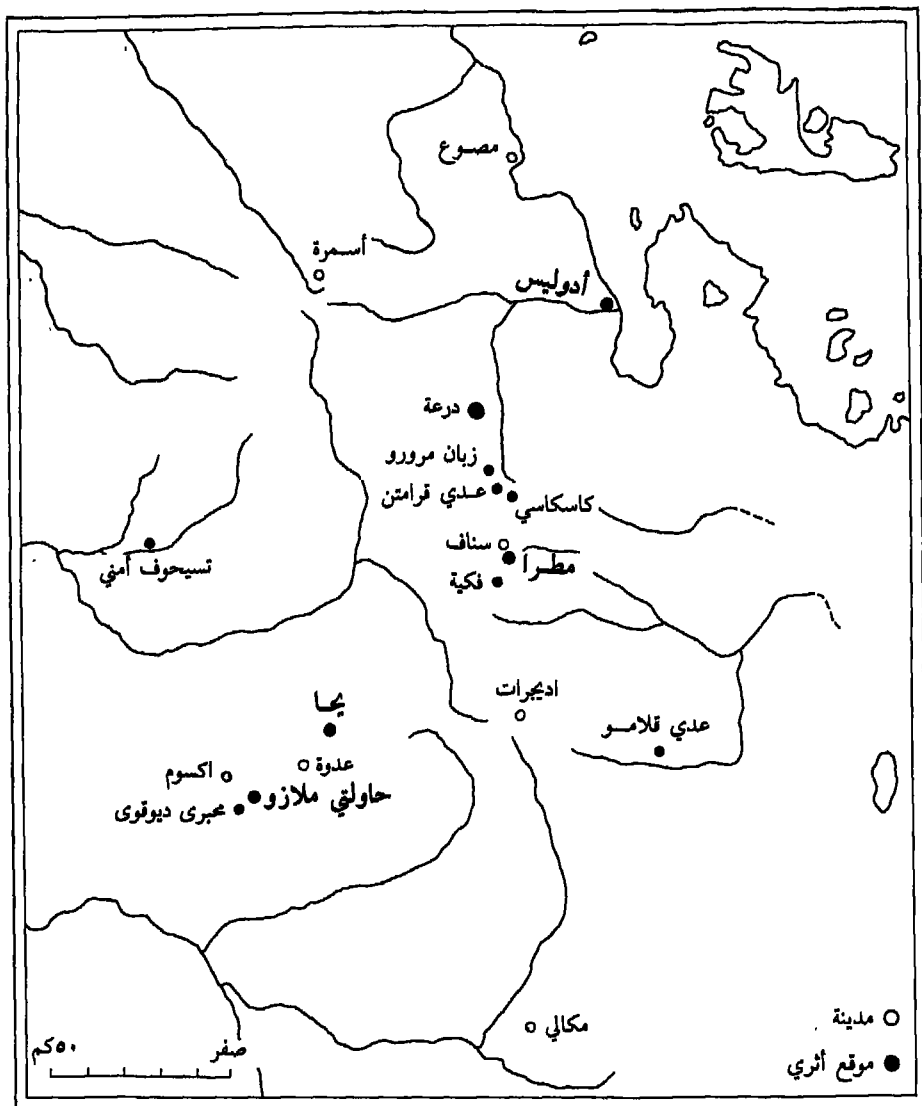 مصوع
أسمرة
أدوليس
درعة
زبان مرورو
عدي قرامتن
كاسكاسي
سناف
مطرا
فكية
تسيحوف أمني
اديجرات
عدي قلامو
يحا
عدوة
اكسوم
حاولتي ملازو
محبرى ديوقوى
مكالي
مدينة
موقع أثري
صفر ٥٠كم